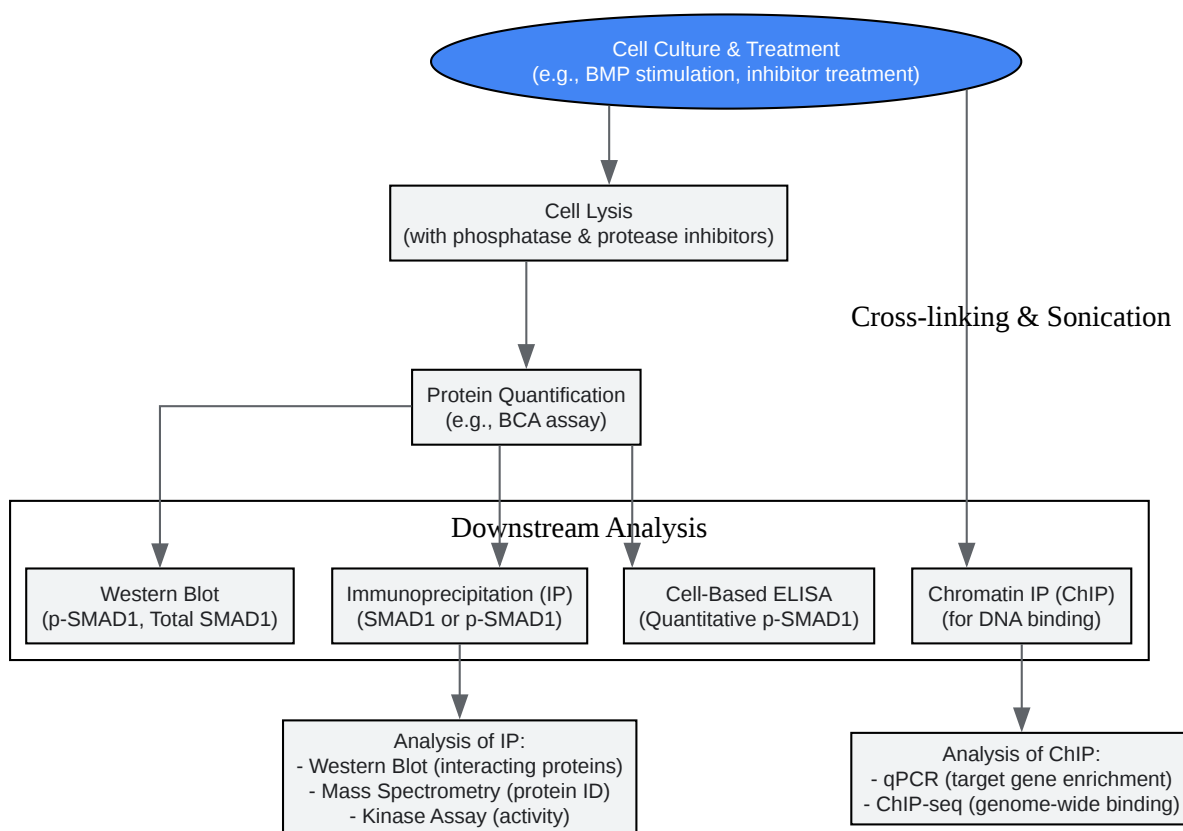 Cell Culture & Treatment
(e.g., BMP stimulation, inhibitor treatment)
Cell Lysis
(with phosphatase & protease inhibitors)
Cross-linking & Sonication
Protein Quantification
(e.g., BCA assay)
Downstream Analysis
Western Blot
(p-SMAD1, Total SMAD1)
Immunoprecipitation (IP)
(SMAD1 or p-SMAD1)
Cell-Based ELISA
(Quantitative p-SMAD1)
Chromatin IP (ChIP)
(for DNA binding)
Analysis of IP:
- Western Blot (interacting proteins)
- Mass Spectrometry (protein ID)
- Kinase Assay (activity)
Analysis of ChIP:
- qPCR (target gene enrichment)
- ChIP-seq (genome-wide binding)